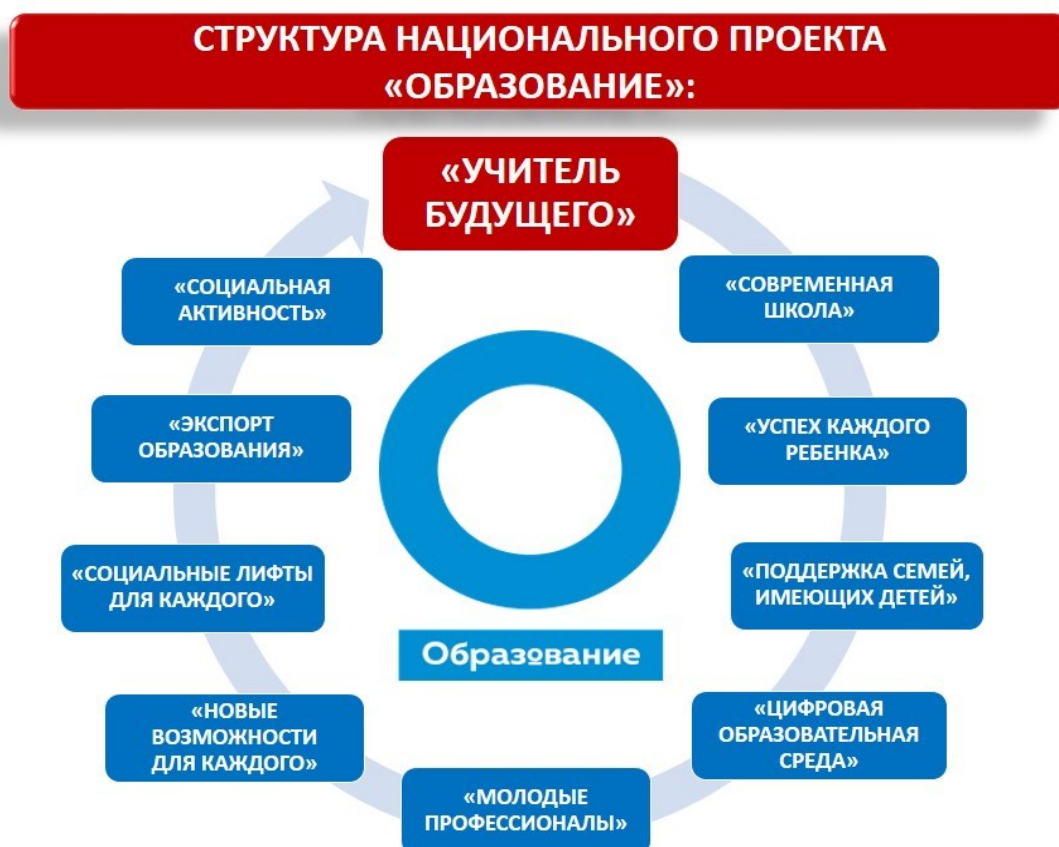 СТРУКТУРА НАЦИОНАЛЬНОГО ПРОЕКТА
«ОБРАЗОВАНИЕ»:
«УЧИТЕЛЬ
БУДУЩЕГО»
«СОВРЕМЕННАЯ
ШКОЛА»
«УСПЕХ КАЖДОГО
РЕБЕНКА»
«ПОДДЕРЖКА СЕМЕЙ,
ИМЕЮЩИХ ДЕТЕЙ»
«ЦИФРОВАЯ
ОБРАЗОВАТЕЛЬНАЯ
СРЕДА»
«МОЛОДЫЕ
ПРОФЕССИОНАЛЫ»
«НОВЫЕ
ВОЗМОЖНОСТИ
ДЛЯ КАЖДОГО»
«СОЦИАЛЬНЫЕ ЛИФТЫ
ДЛЯ КАЖДОГО»
«ЭКСПОРТ
ОБРАЗОВАНИЯ»
«СОЦИАЛЬНАЯ
АКТИВНОСТЬ»
Образование